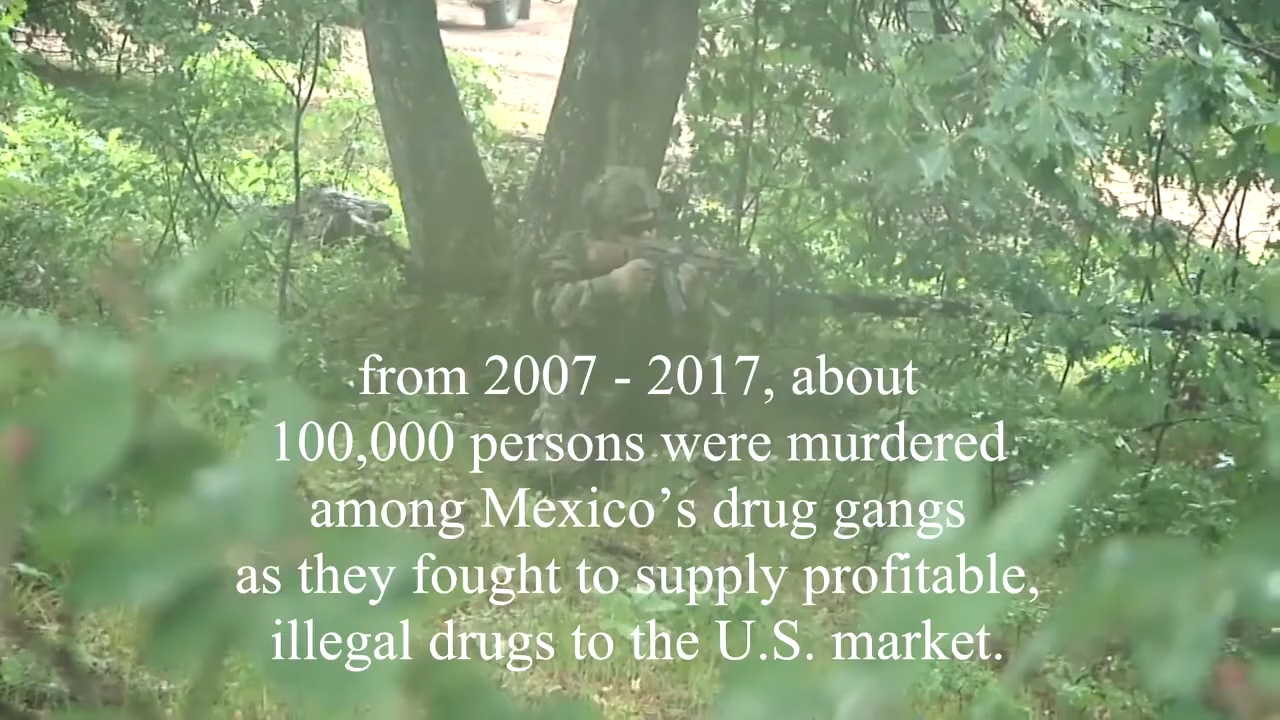 from 2007 - 2017, about
100,000 persons were murdered
among Mexico’s drug gangs
as they fought to supply profitable,
illegal drugs to the U.S. market.